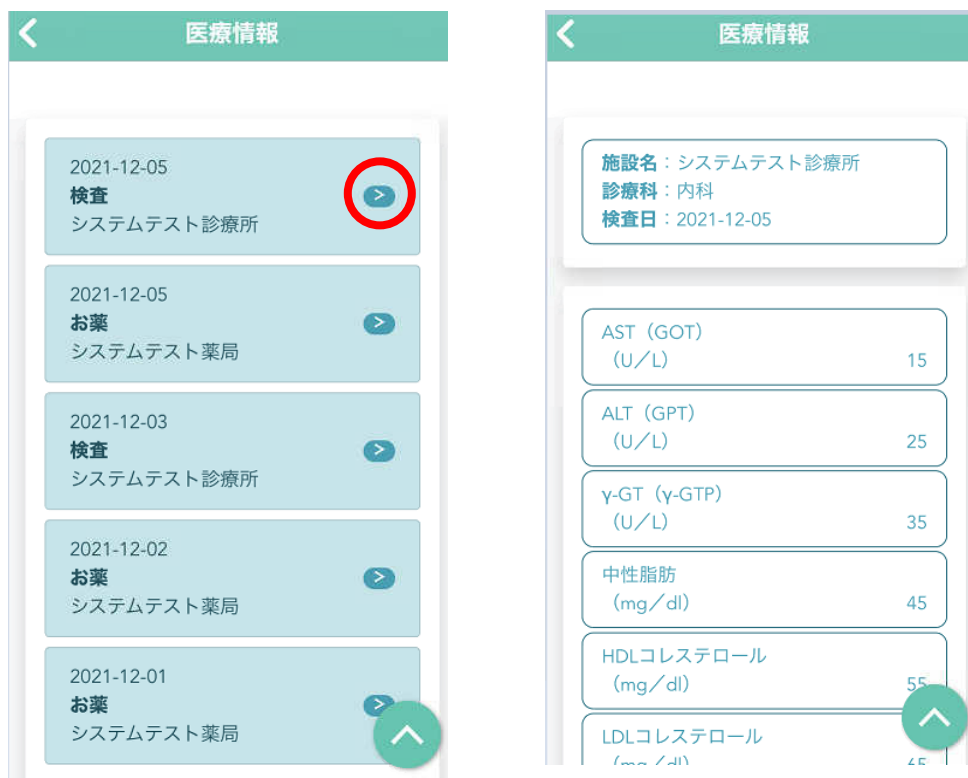 医療情報
2021-12-05
検査
システムテスト診療所
2021-12-05
お薬
システムテスト薬局
2021-12-03
検査
システムテスト診療所
2021-12-02
お薬
システムテスト薬局
2021-12-01
お薬
システムテスト薬局
医療情報
施設名：システムテスト診療所
診療科：内科
検査日：2021-12-05
AST（GOT）
（U／L） 15
ALT（GPT）
（U／L） 25
γ-GT（γ-GTP）
（U／L） 35
中性脂肪
（mg／dl） 45
HDLコレステロール
（mg／dl） 55
LDLコレステロール
（mg／dl） 65